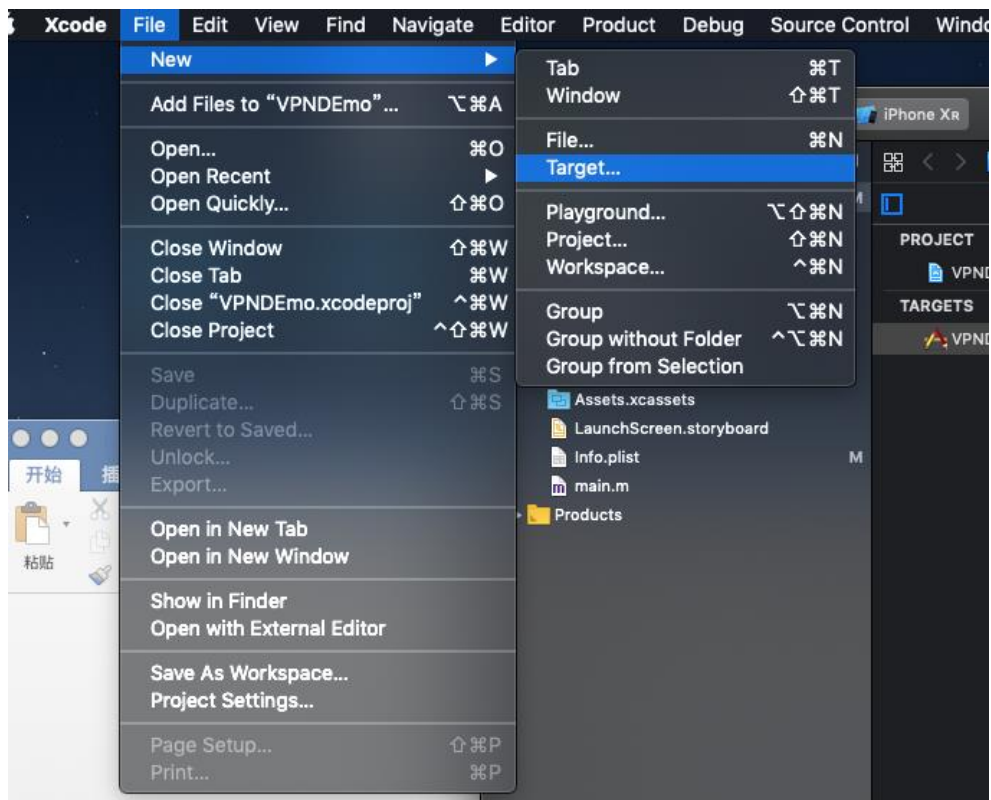 Xcode File Edit View Find Navigate Editor Product Debug Source Control
New ▶
Add Files to “VPNDEmo”... ⌥⌘A
Open... ⌘O
Open Recent ▶
Open Quickly... ⇧⌘O
Close Window ⇧⌘W
Close Tab ⌘W
Close “VPNDEmo.xcodeproj” ^⌘W
Close Project ^⇧⌘W
Save ⌘S
Duplicate... ⇧⌘S
Revert to Saved...
Unlock...
Export...
Open in New Tab
Open in New Window
Show in Finder
Open with External Editor
Save As Workspace...
Project Settings...
Page Setup... ⇧⌘P
Print... ⌘P
Tab ⌘T
Window ⇧⌘T
File... ⌘N
Target...
Playground... ⌥⇧⌘N
Project... ⇧⌘N
Workspace... ^⌘N
Group ⌥⌘N
Group without Folder ^⌥⌘N
Group from Selection
Assets.xcassets
LaunchScreen.storyboard
Info.plist M
main.m
Products
iPhone XR
PROJECT
TARGETS
开始 插
粘贴